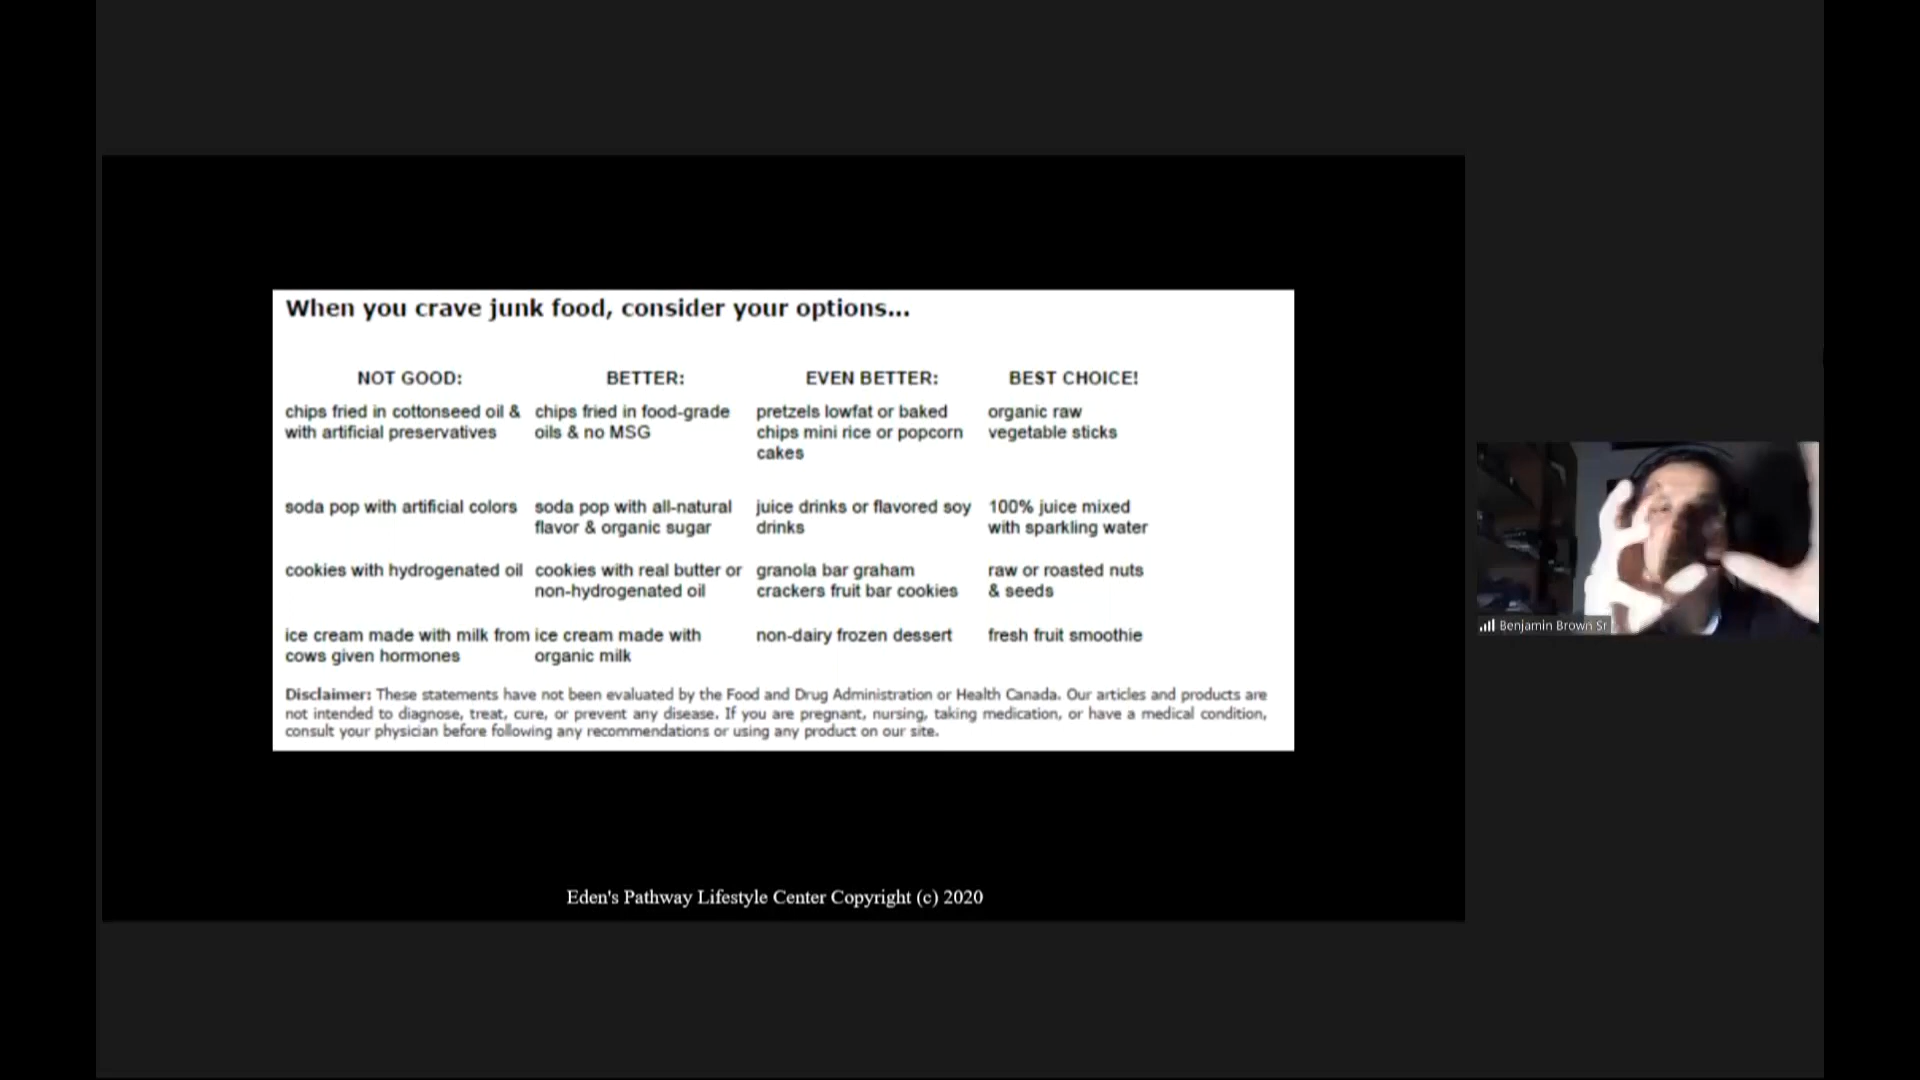 When you crave junk food, consider your options...
NOT GOOD: BETTER: EVEN BETTER: BEST CHOICE!
chips fried in cottonseed oil & chips fried in food-grade pretzels lowfat or baked organic raw
with artificial preservatives oils & no MSG chips mini rice or popcorn vegetable sticks
cakes
soda pop with artificial colors soda pop with all-natural juice drinks or flavored soy 100% juice mixed
flavor & organic sugar drinks with sparkling water
cookies with hydrogenated oil cookies with real butter or granola bar graham raw or roasted nuts
non-hydrogenated oil crackers fruit bar cookies & seeds
ice cream made with milk from ice cream made with non-dairy frozen dessert fresh fruit smoothie
cows given hormones organic milk
Disclaimer: These statements have not been evaluated by the Food and Drug Administration or Health Canada. Our articles and products are
not intended to diagnose, treat, cure, or prevent any disease. If you are pregnant, nursing, taking medication, or have a medical condition,
consult your physician before following any recommendations or using any product on our site.
Eden's Pathway Lifestyle Center Copyright (c) 2020
Benjamin Brown Sr